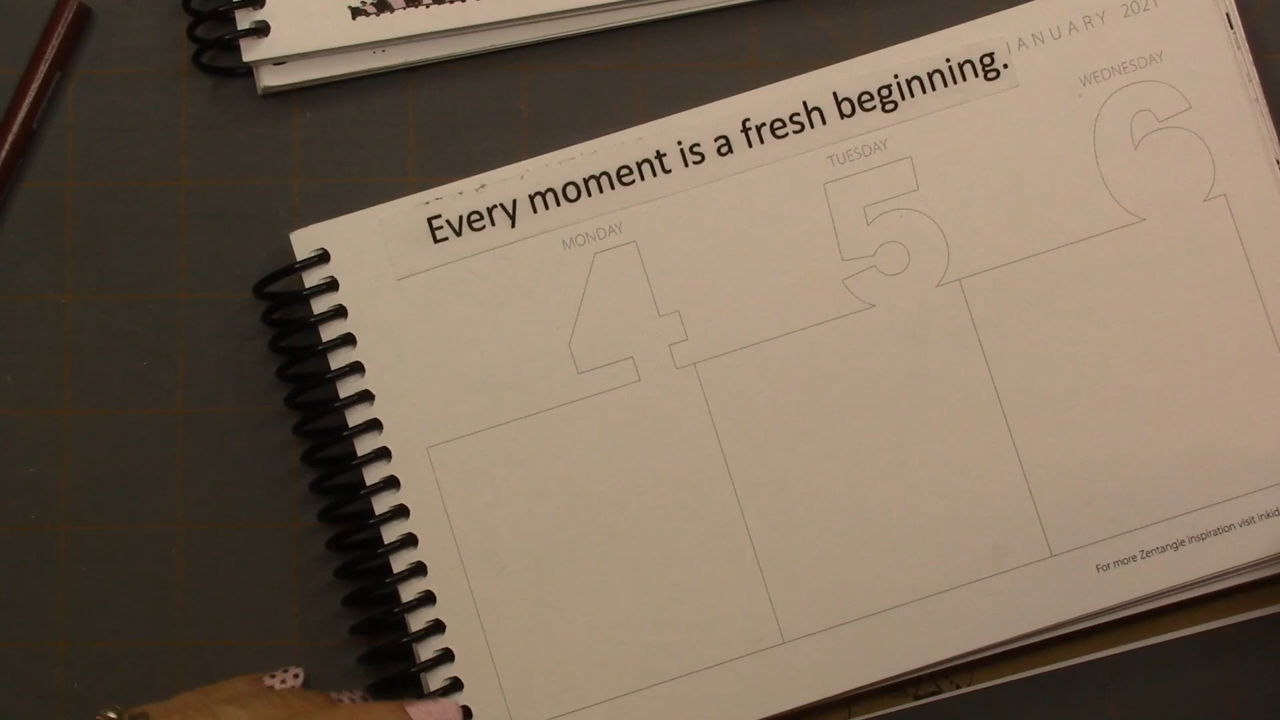 JANUARY 2021
Every moment is a fresh beginning.
MONDAY
4
TUESDAY
5
WEDNESDAY
6
For more Zentangle inspiration visit